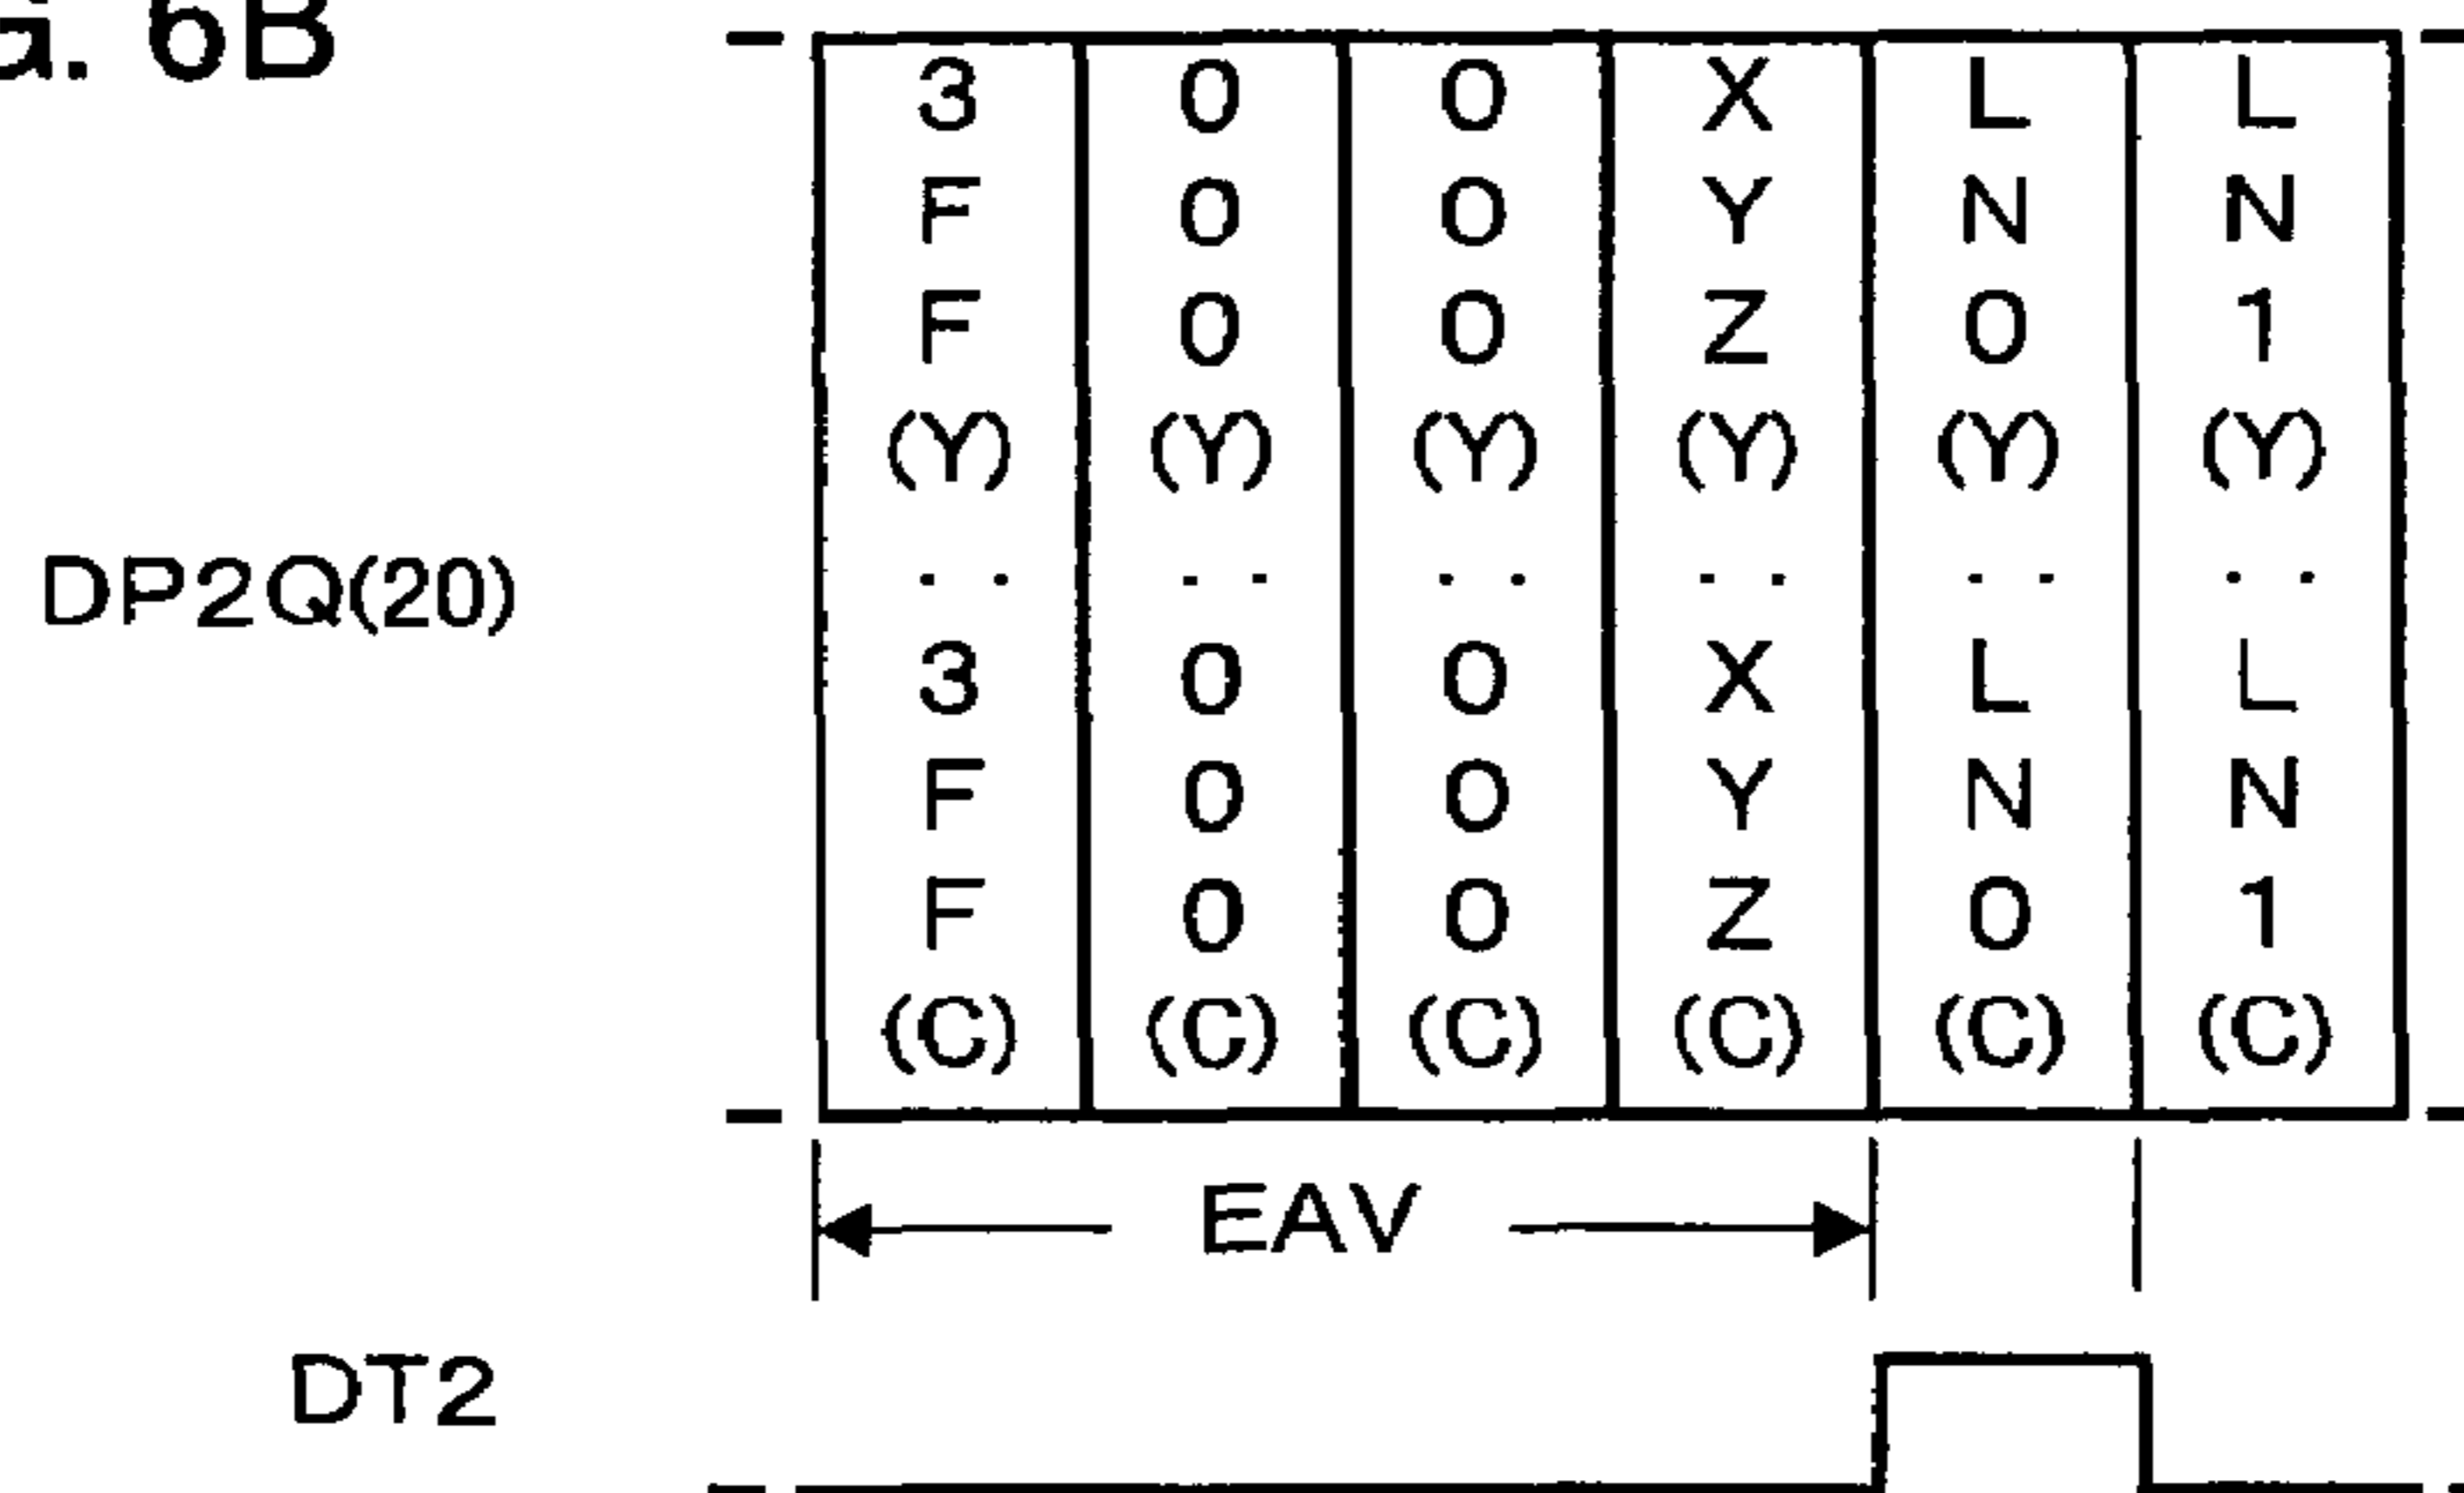 G. 6B
3 0 0 X L L
F 0 0 Y N N
F 0 0 Z 0 1
(Y) (Y) (Y) (Y) (Y) (Y)
DP2Q(20)
. . . . . . . . . . . .
3 0 0 X L L
F 0 0 Y N N
F 0 0 Z 0 1
(C) (C) (C) (C) (C) (C)
EAV
DT2